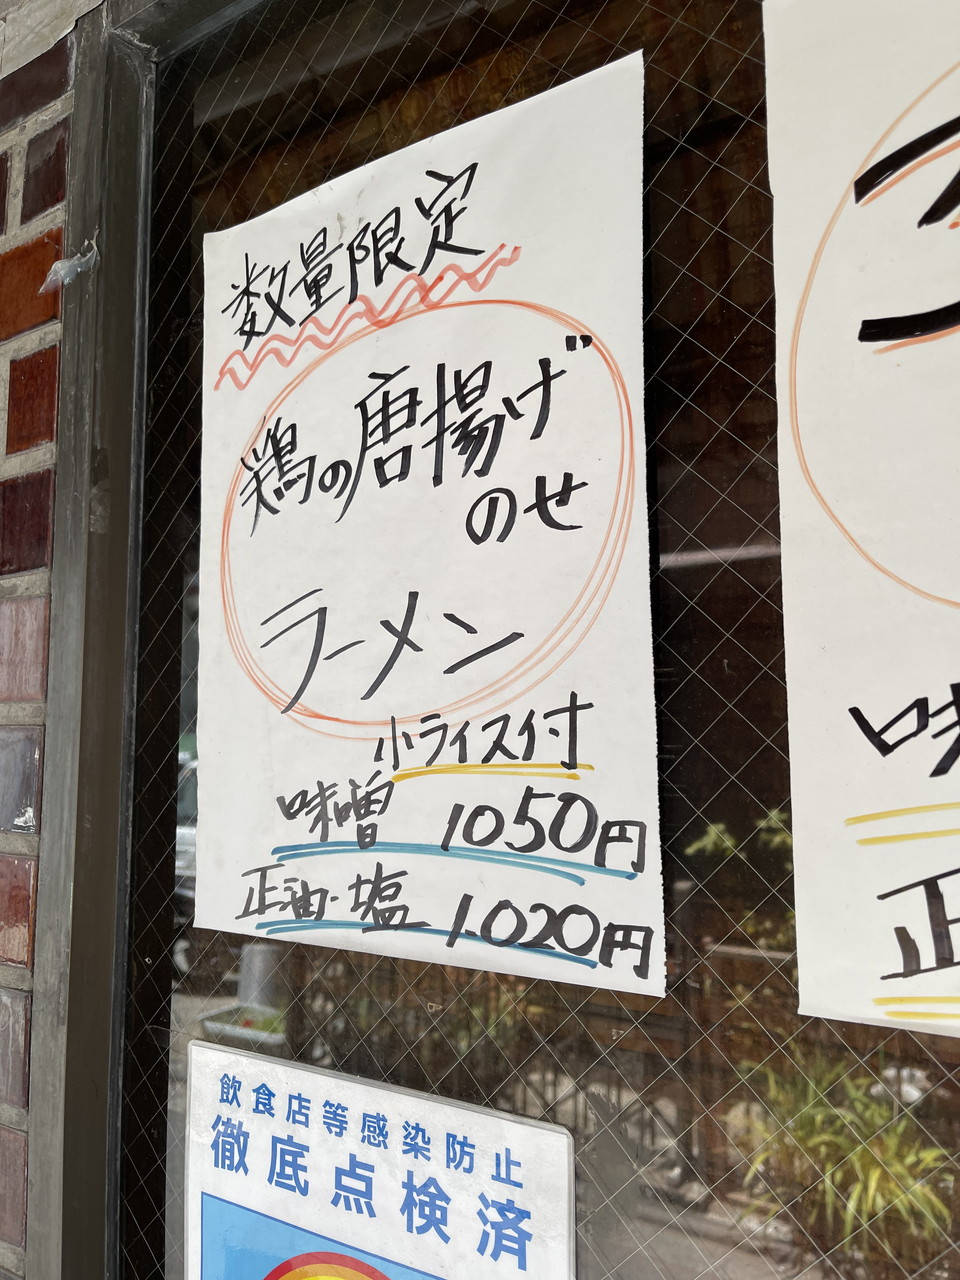 数量限定
鶏の唐揚げ
のせ
ラーメン
小ライス付
味噌 1050円
正油・塩 1.020円
飲食店等感染防止
徹底点検済
味
正